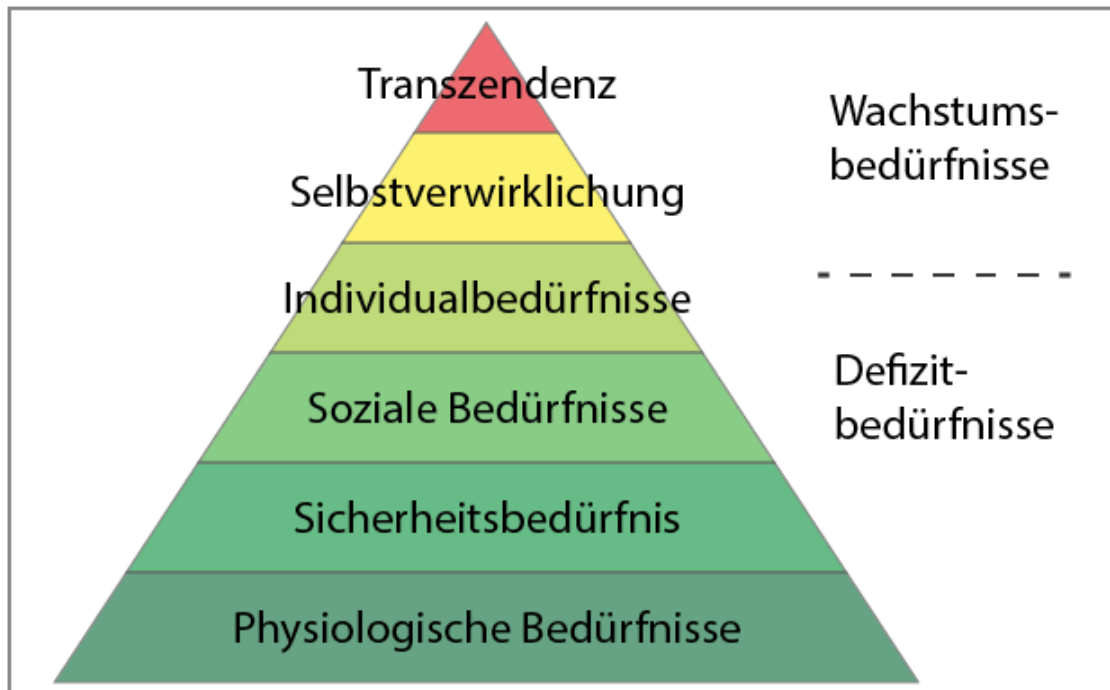 Transzendenz
Selbstverwirklichung
Individualbedürfnisse
Soziale Bedürfnisse
Sicherheitsbedürfnis
Physiologische Bedürfnisse
Wachstums-
bedürfnisse
Defizit-
bedürfnisse